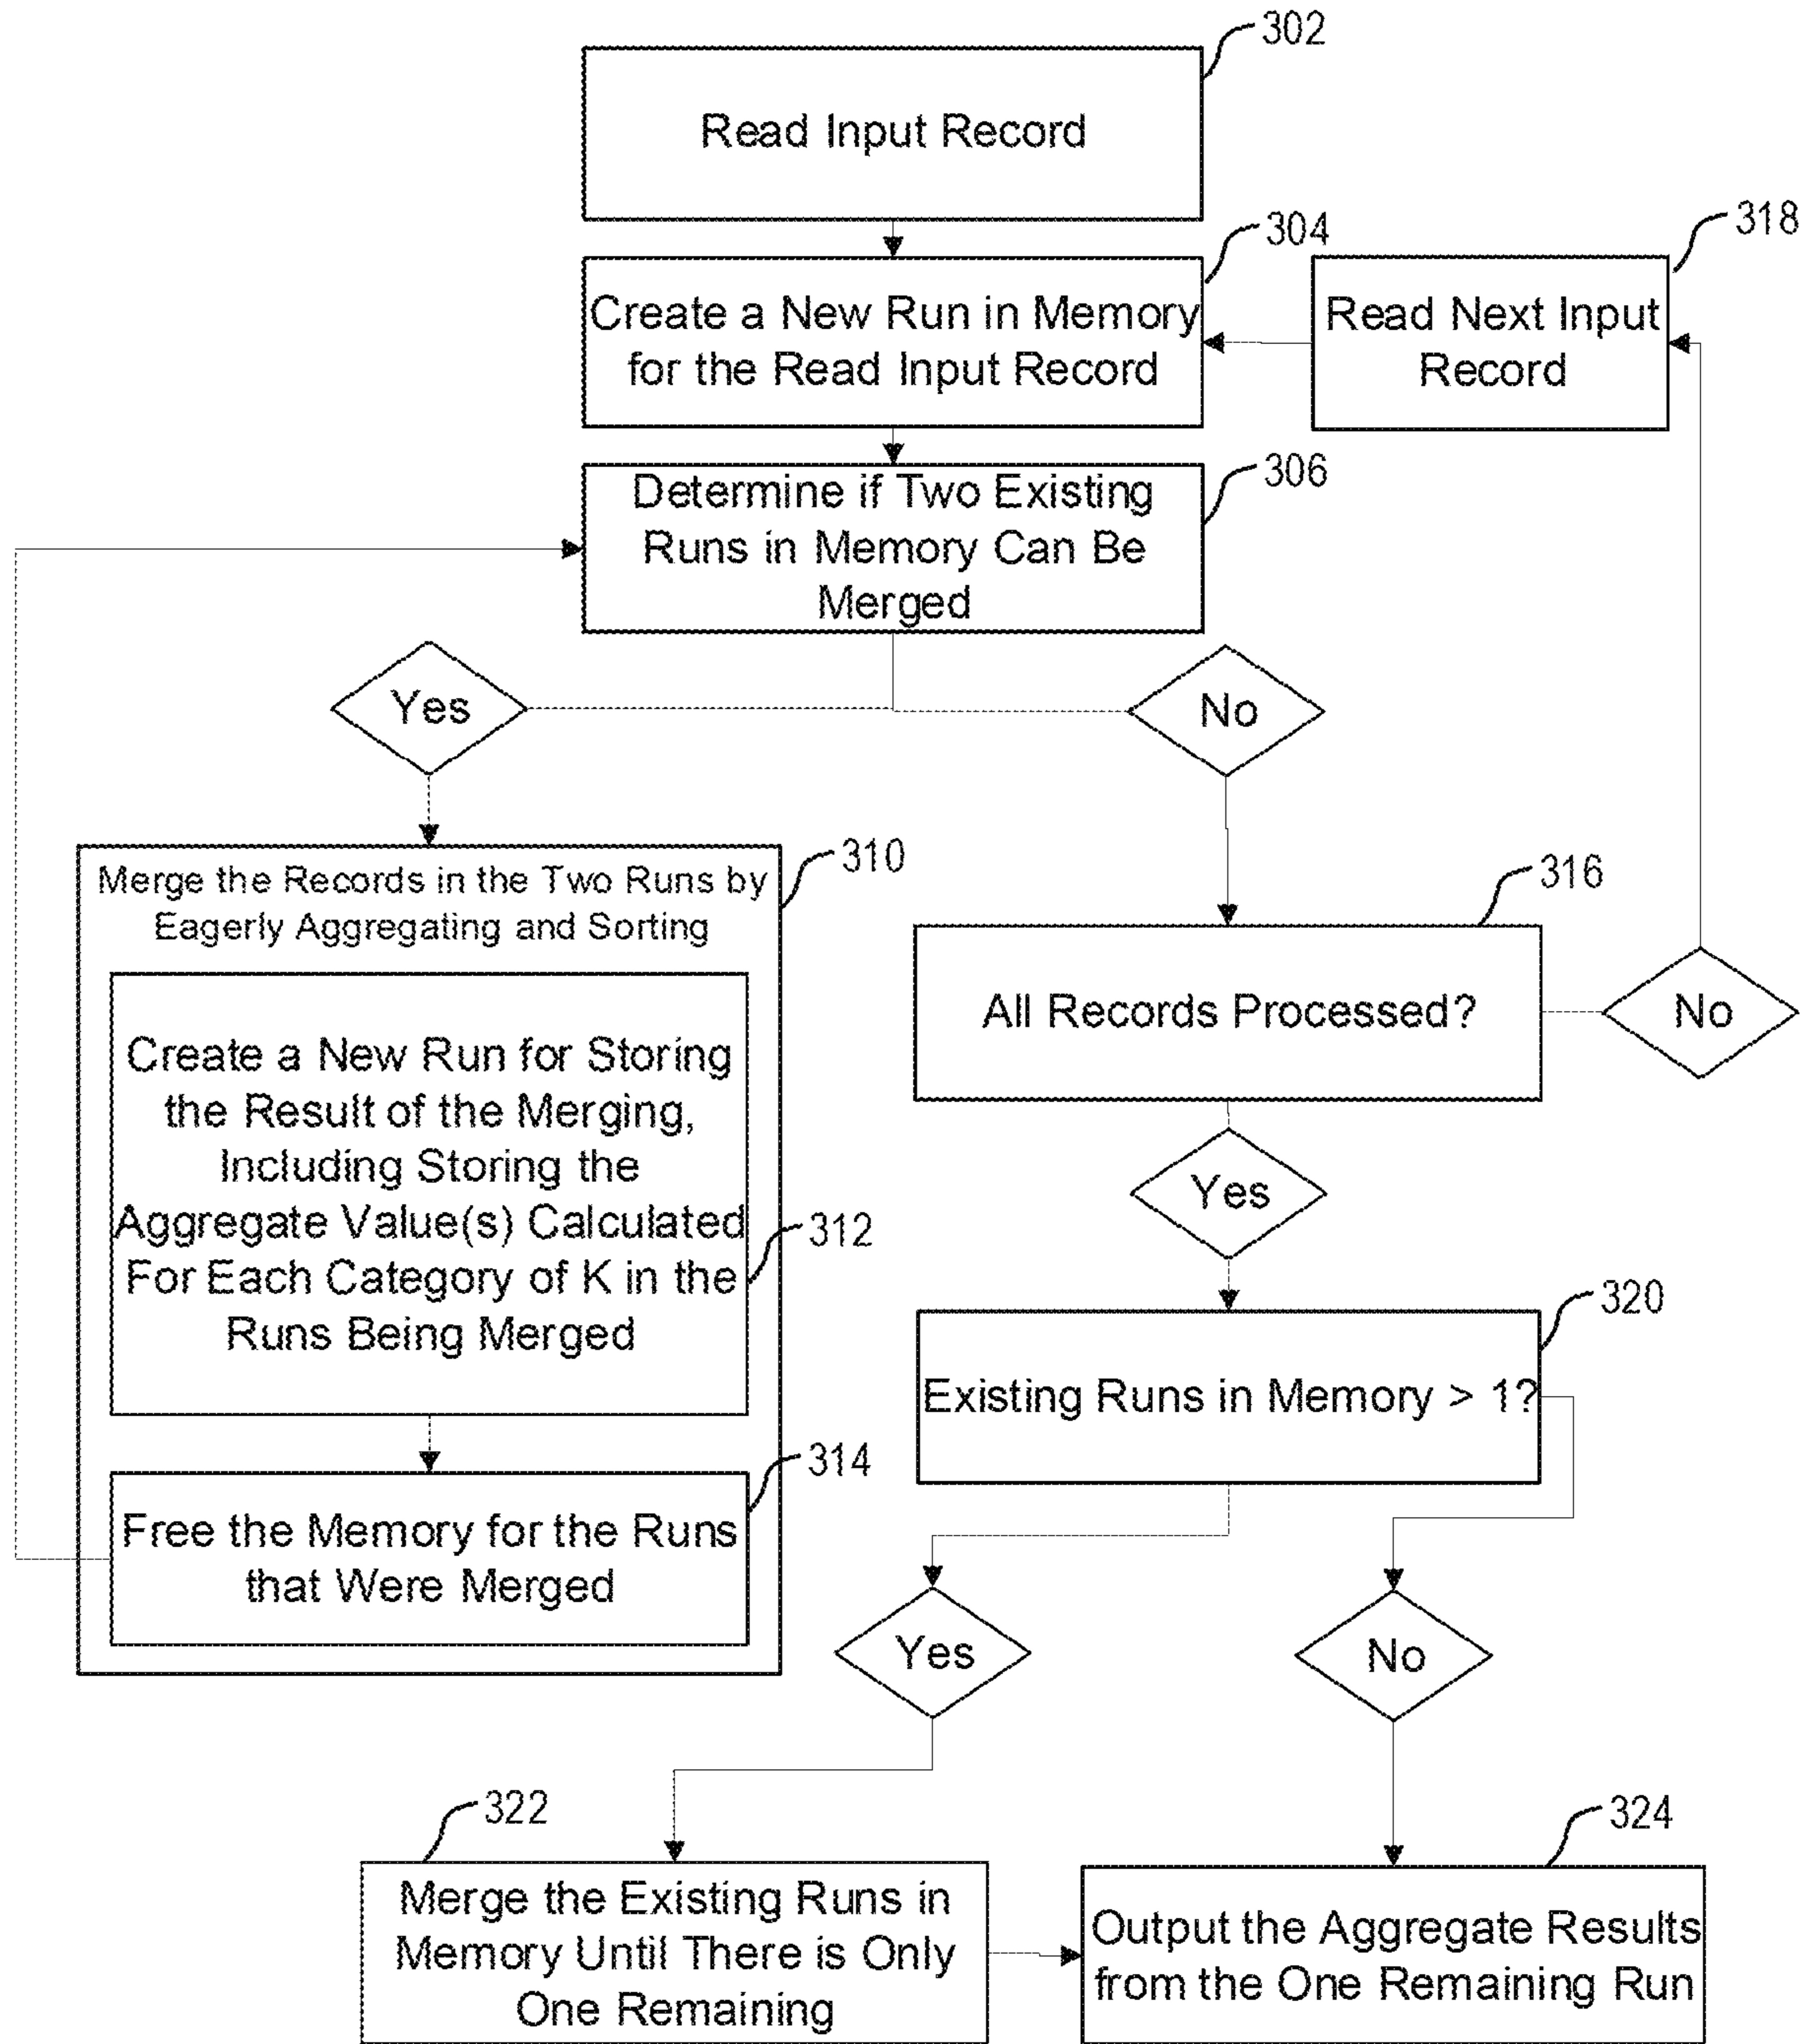 302
Read Input Record
304
Create a New Run in Memory
for the Read Input Record
318
Read Next Input
Record
306
Determine if Two Existing
Runs in Memory Can Be
Merged
Yes
No
310
Merge the Records in the Two Runs by
Eagerly Aggregating and Sorting
Create a New Run for Storing
the Result of the Merging,
Including Storing the
Aggregate Value(s) Calculated
For Each Category of K in the
Runs Being Merged
312
314
Free the Memory for the Runs
that Were Merged
316
All Records Processed?
No
Yes
320
Existing Runs in Memory > 1?
Yes
No
322
Merge the Existing Runs in
Memory Until There is Only
One Remaining
324
Output the Aggregate Results
from the One Remaining Run